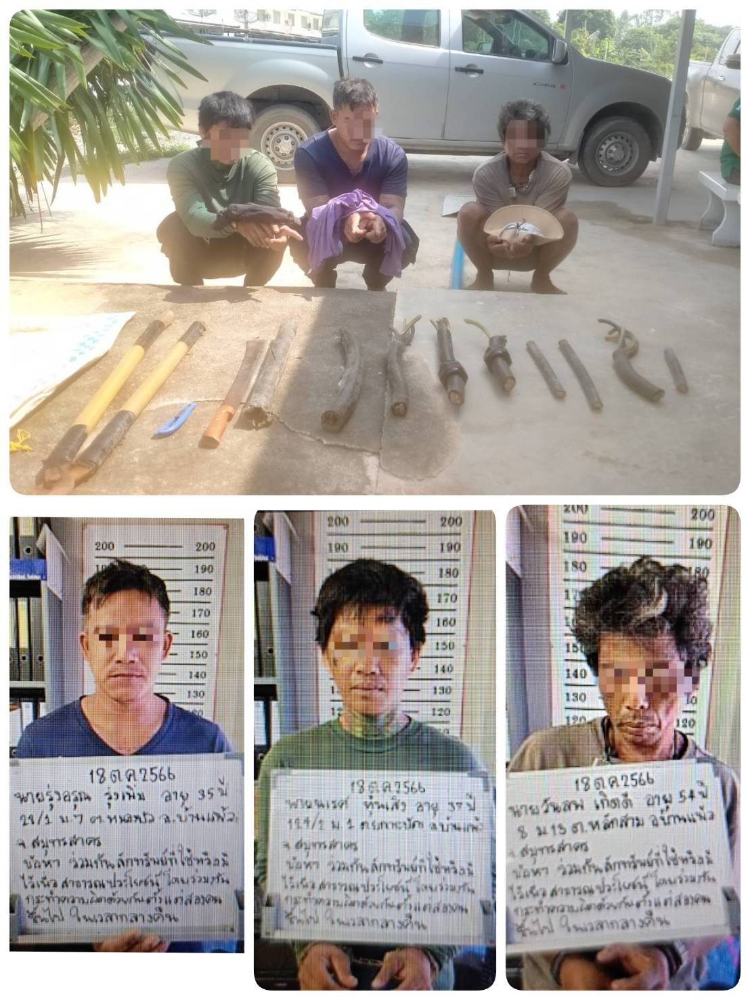 200 200
190
180
170
160
150
140
130
18 ต.ค 2566
นายรุ่งอรุณ รุ่งเพิ่ม อายุ 35 ปี
28/1 ม.7 ต.หนองบัว อ.บ้านแพ้ว
จ.สมุทรสาคร
ข้อหา ร่วมกันลักทรัพย์ที่ใช้หรือมี
ไว้เพื่อสาธารณประโยชน์ โดยร่วมกัน
กระทำความผิดด้วยกันตั้งแต่สองคน
ขึ้นไป ในเวลากลางคืน
200 200
190
180
170
160
150
140
130
120
18 ต.ค 2566
นายนเรศ อายุ 37 ปี
124/2 ม.1 อ.บ้านแพ้ว
จ.สมุทรสาคร
ข้อหา ร่วมกันลักทรัพย์ที่ใช้หรือมี
ไว้เพื่อสาธารณประโยชน์ โดยร่วมกัน
กระทำความผิดด้วยกันตั้งแต่สองคน
ขึ้นไป ในเวลากลางคืน
200 200
190 190
180 180
140
130
120 120
18 ต.ค 2566
นายวันลพ เกิดดี อายุ 54 ปี
8 ม 13 ต.หลักสาม อ.บ้านแพ้ว
จ.สมุทรสาคร
ข้อหา ร่วมกันลักทรัพย์ที่ใช้หรือมี
ไว้เพื่อสาธารณประโยชน์ โดยร่วมกัน
กระทำความผิดด้วยกันตั้งแต่สองคน
ขึ้นไป ในเวลากลางคืน